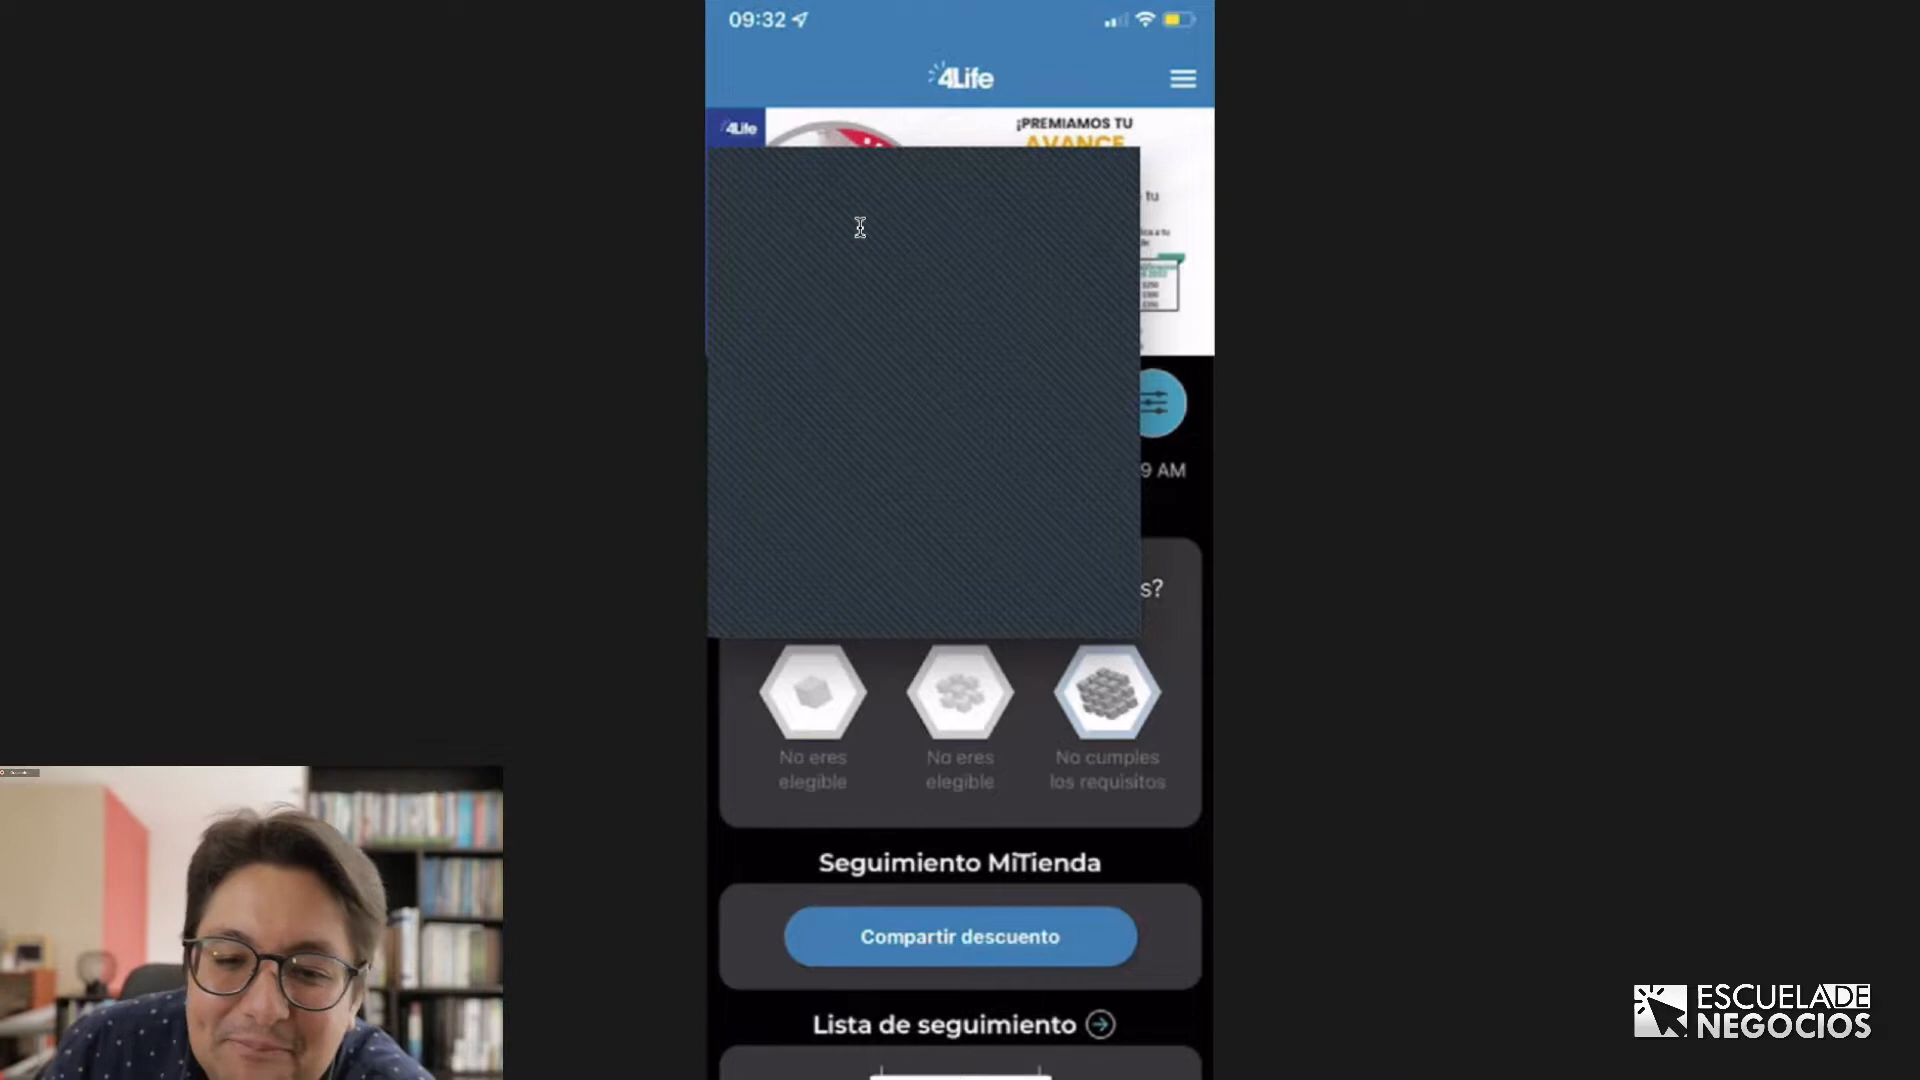 09:32
4Life
4Life
¡PREMIAMOS TU
AVANCE
tu
9 AM
s?
No eres
elegible
No eres
elegible
No cumples
los requisitos
Seguimiento MiTienda
Compartir descuento
Lista de seguimiento
ESCUELA DE
NEGOCIOS